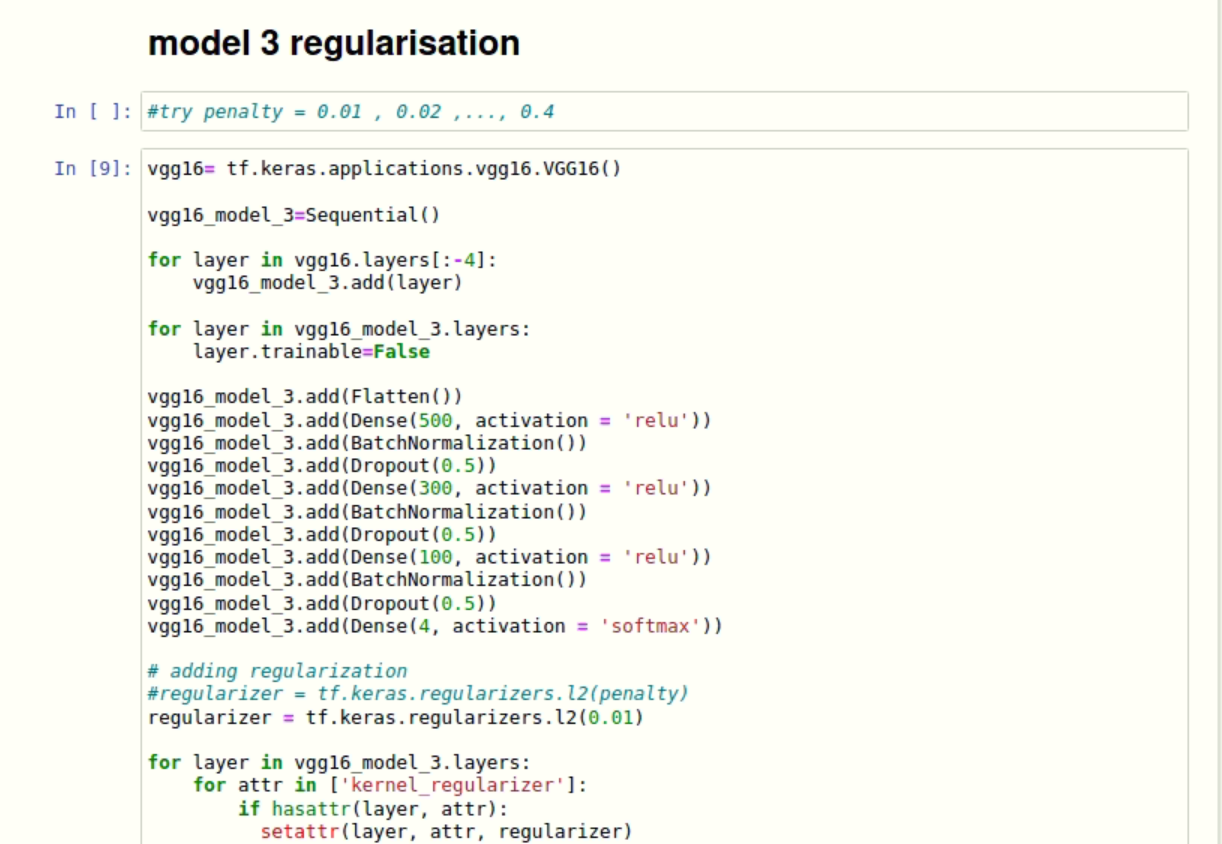 model 3 regularisation
In [ ]: #try penalty = 0.01 , 0.02 ,..., 0.4
In [9]: vgg16= tf.keras.applications.vgg16.VGG16()
vgg16_model_3=Sequential()
for layer in vgg16.layers[:-4]:
    vgg16_model_3.add(layer)
for layer in vgg16_model_3.layers:
    layer.trainable=False
vgg16_model_3.add(Flatten())
vgg16_model_3.add(Dense(500, activation = 'relu'))
vgg16_model_3.add(BatchNormalization())
vgg16_model_3.add(Dropout(0.5))
vgg16_model_3.add(Dense(300, activation = 'relu'))
vgg16_model_3.add(BatchNormalization())
vgg16_model_3.add(Dropout(0.5))
vgg16_model_3.add(Dense(100, activation = 'relu'))
vgg16_model_3.add(BatchNormalization())
vgg16_model_3.add(Dropout(0.5))
vgg16_model_3.add(Dense(4, activation = 'softmax'))
# adding regularization
#regularizer = tf.keras.regularizers.l2(penalty)
regularizer = tf.keras.regularizers.l2(0.01)
for layer in vgg16_model_3.layers:
    for attr in ['kernel_regularizer']:
        if hasattr(layer, attr):
          setattr(layer, attr, regularizer)